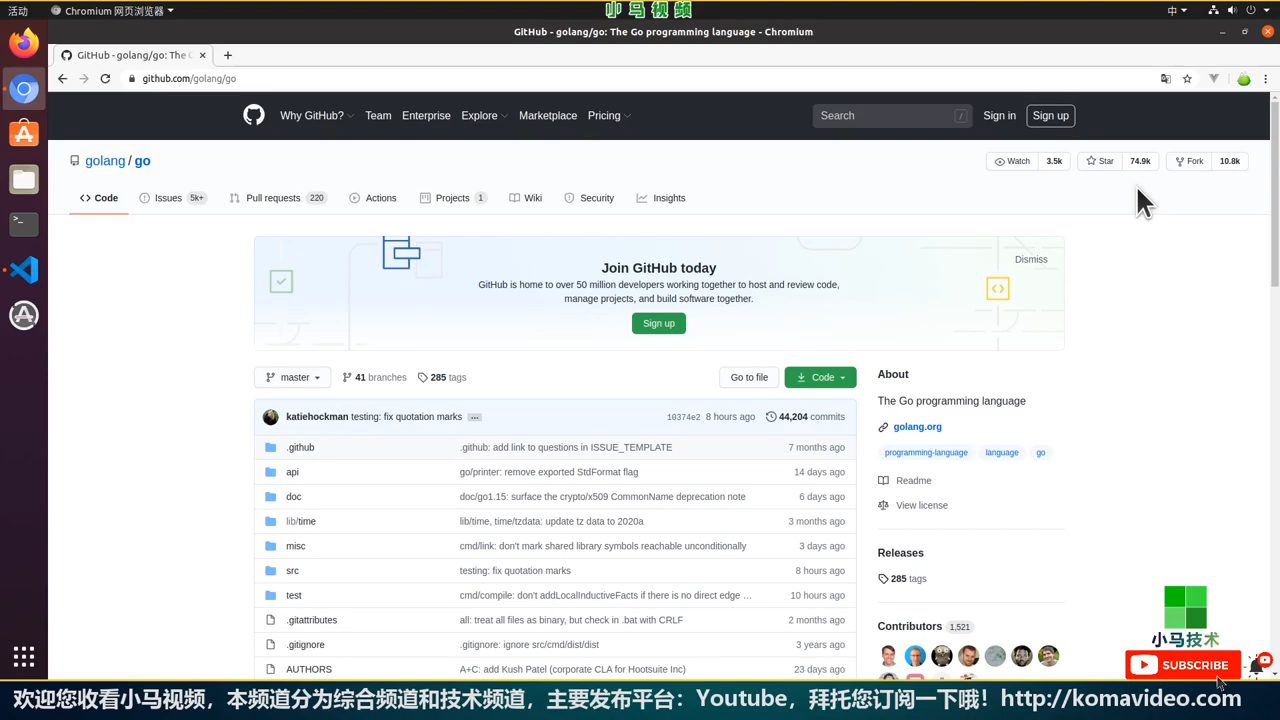 小马视频
活动
Chromium 网页浏览器
中
GitHub - golang/go: The Go programming language - Chromium
GitHub - golang/go: The G
github.com/golang/go
Why GitHub?
Team
Enterprise
Explore
Marketplace
Pricing
Search
/
Sign in
Sign up
golang / go
Watch 3.5k
Star 74.9k
Fork 10.8k
Code
Issues 5k+
Pull requests 220
Actions
Projects 1
Wiki
Security
Insights
Join GitHub today
Dismiss
GitHub is home to over 50 million developers working together to host and review code,
manage projects, and build software together.
Sign up
master
41 branches
285 tags
Go to file
Code
katiehockman testing: fix quotation marks ...
10374e2 8 hours ago
44,204 commits
.github
.github: add link to questions in ISSUE_TEMPLATE
7 months ago
api
go/printer: remove exported StdFormat flag
14 days ago
doc
doc/go1.15: surface the crypto/x509 CommonName deprecation note
6 days ago
lib/time
lib/time, time/tzdata: update tz data to 2020a
3 months ago
misc
cmd/link: don't mark shared library symbols reachable unconditionally
3 days ago
src
testing: fix quotation marks
8 hours ago
test
cmd/compile: don't addLocalInductiveFacts if there is no direct edge …
10 hours ago
.gitattributes
all: treat all files as binary, but check in .bat with CRLF
2 months ago
.gitignore
.gitignore: ignore src/cmd/dist/dist
3 years ago
AUTHORS
A+C: add Kush Patel (corporate CLA for Hootsuite Inc)
23 days ago
About
The Go programming language
golang.org
programming-language
language
go
Readme
View license
Releases
285 tags
Contributors 1,521
小马技术
SUBSCRIBE
欢迎您收看小马视频，本频道分为综合频道和技术频道，主要发布平台：Youtube，拜托您订阅一下哦！http://komavideo.com